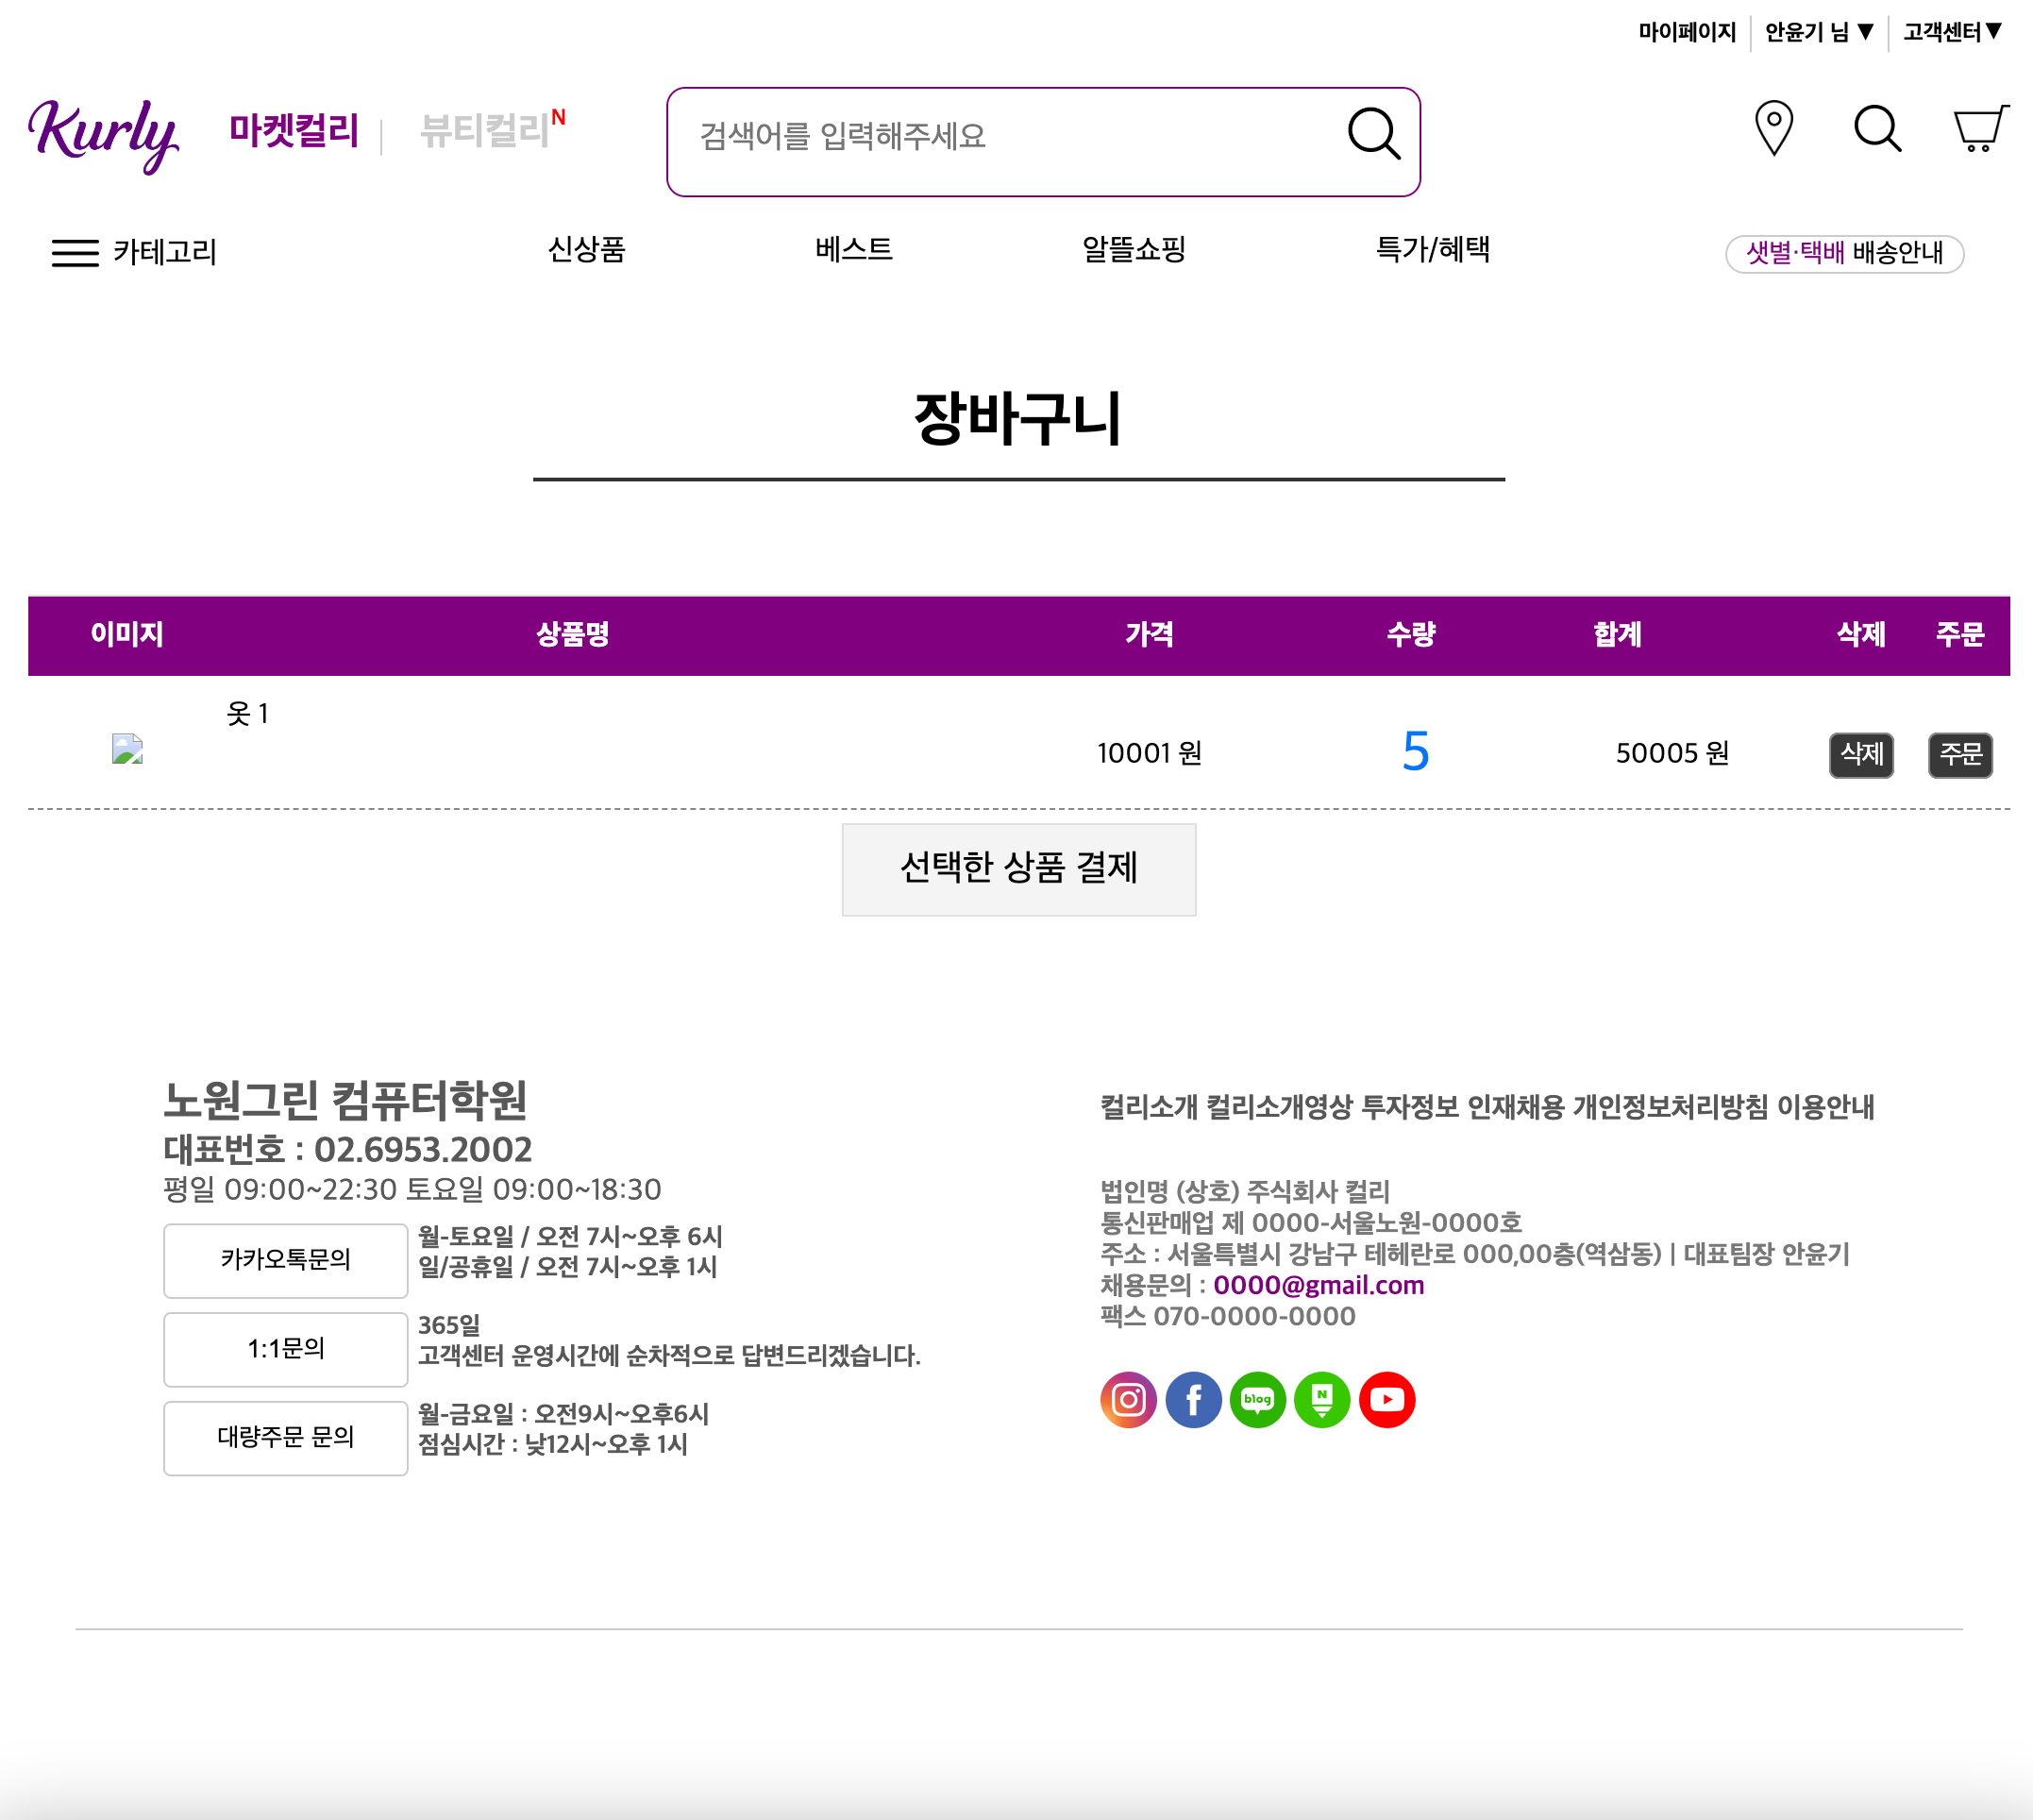 마이페이지 안윤기 님 ▼ 고객센터▼
Kurly 마켓컬리 뷰티컬리N 검색어를 입력해주세요
카테고리 신상품 베스트 알뜰쇼핑 특가/혜택 샛별·택배 배송안내
장바구니
이미지 상품명 가격 수량 합계 삭제 주문
옷 1
10001 원 5 50005 원 삭제 주문
선택한 상품 결제
노원그린 컴퓨터학원
대표번호 : 02.6953.2002
평일 09:00~22:30 토요일 09:00~18:30
카카오톡문의
월-토요일 / 오전 7시~오후 6시
일/공휴일 / 오전 7시~오후 1시
1:1문의
365일
고객센터 운영시간에 순차적으로 답변드리겠습니다.
대량주문 문의
월-금요일 : 오전9시~오후6시
점심시간 : 낮12시~오후 1시
컬리소개 컬리소개영상 투자정보 인재채용 개인정보처리방침 이용안내
법인명 (상호) 주식회사 컬리
통신판매업 제 0000-서울노원-0000호
주소 : 서울특별시 강남구 테헤란로 000,00층(역삼동) | 대표팀장 안윤기
채용문의 : 0000@gmail.com
팩스 070-0000-0000
blog N